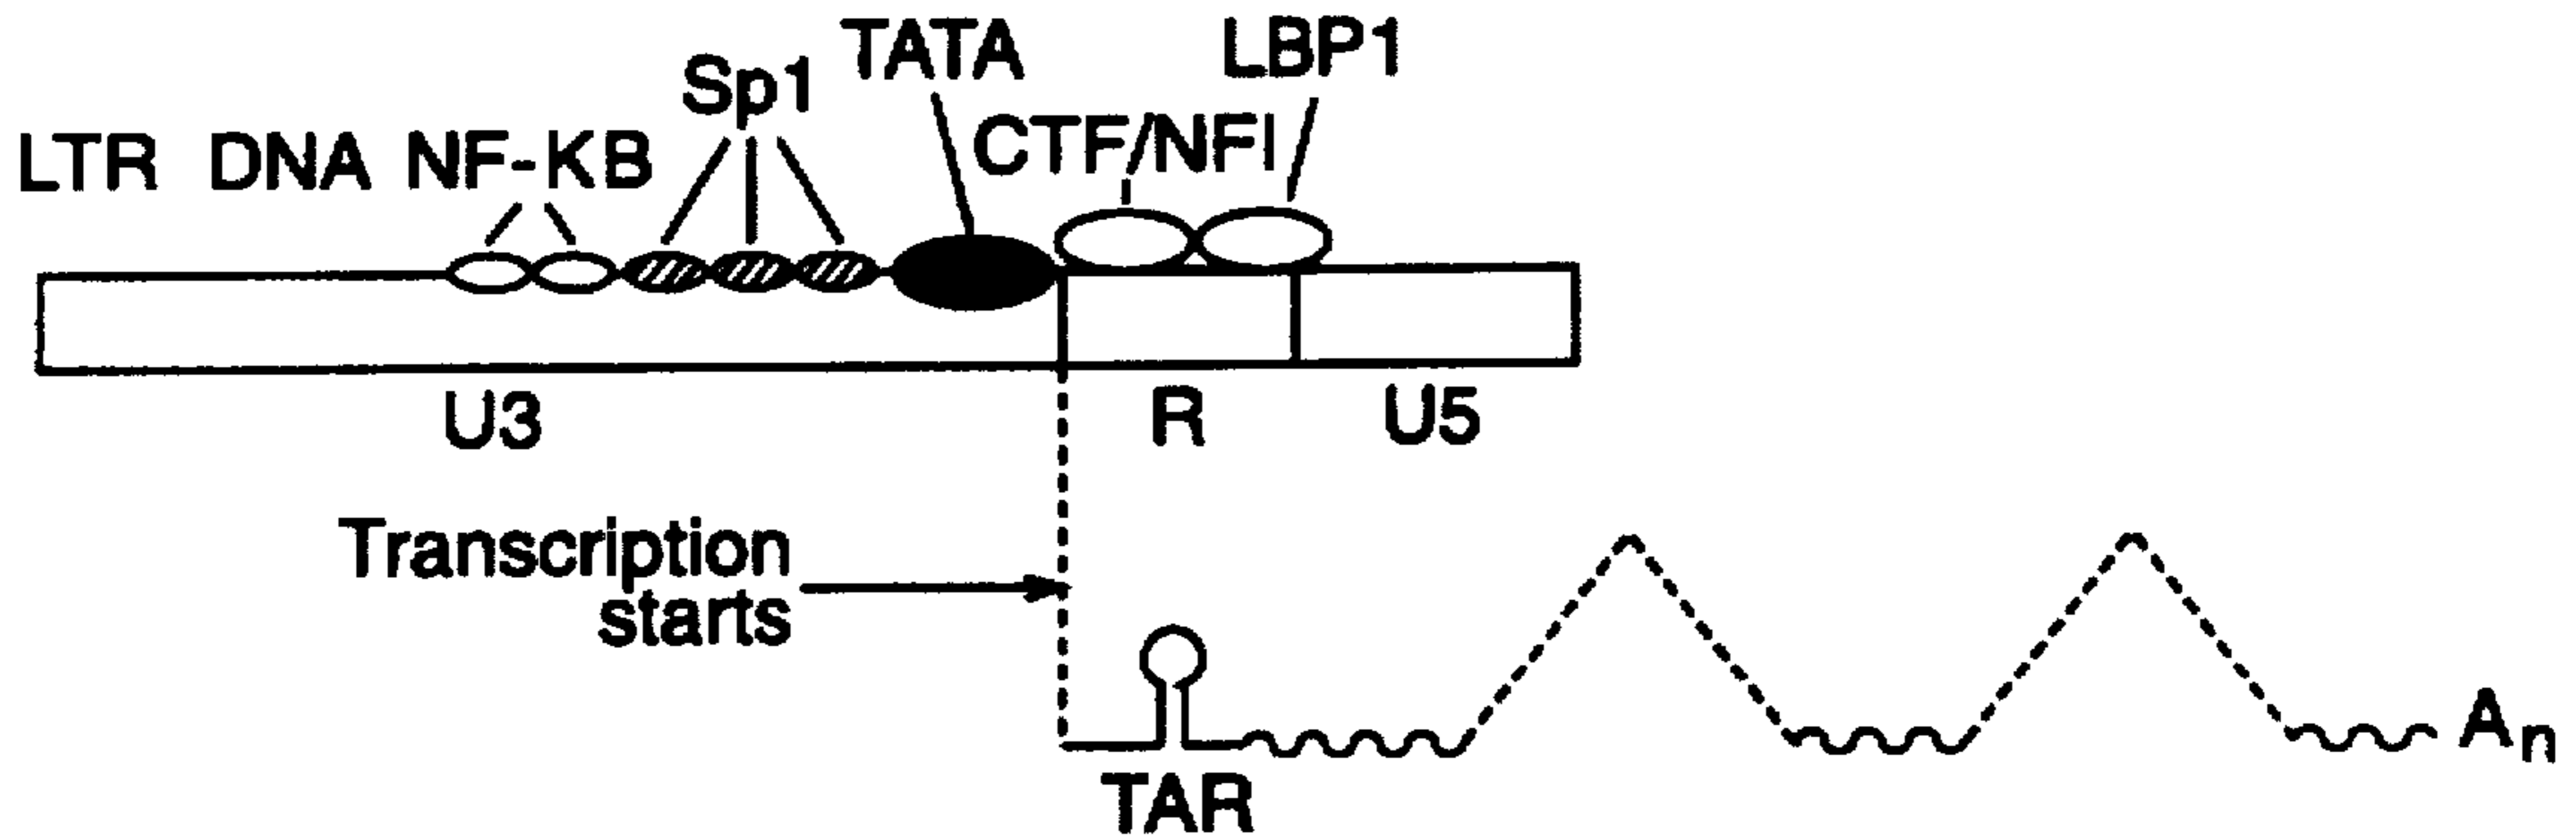 TATA
LBP1
Sp1
CTF/NFI
LTR DNA NF-KB
U3
R
U5
Transcription
starts
TAR
An